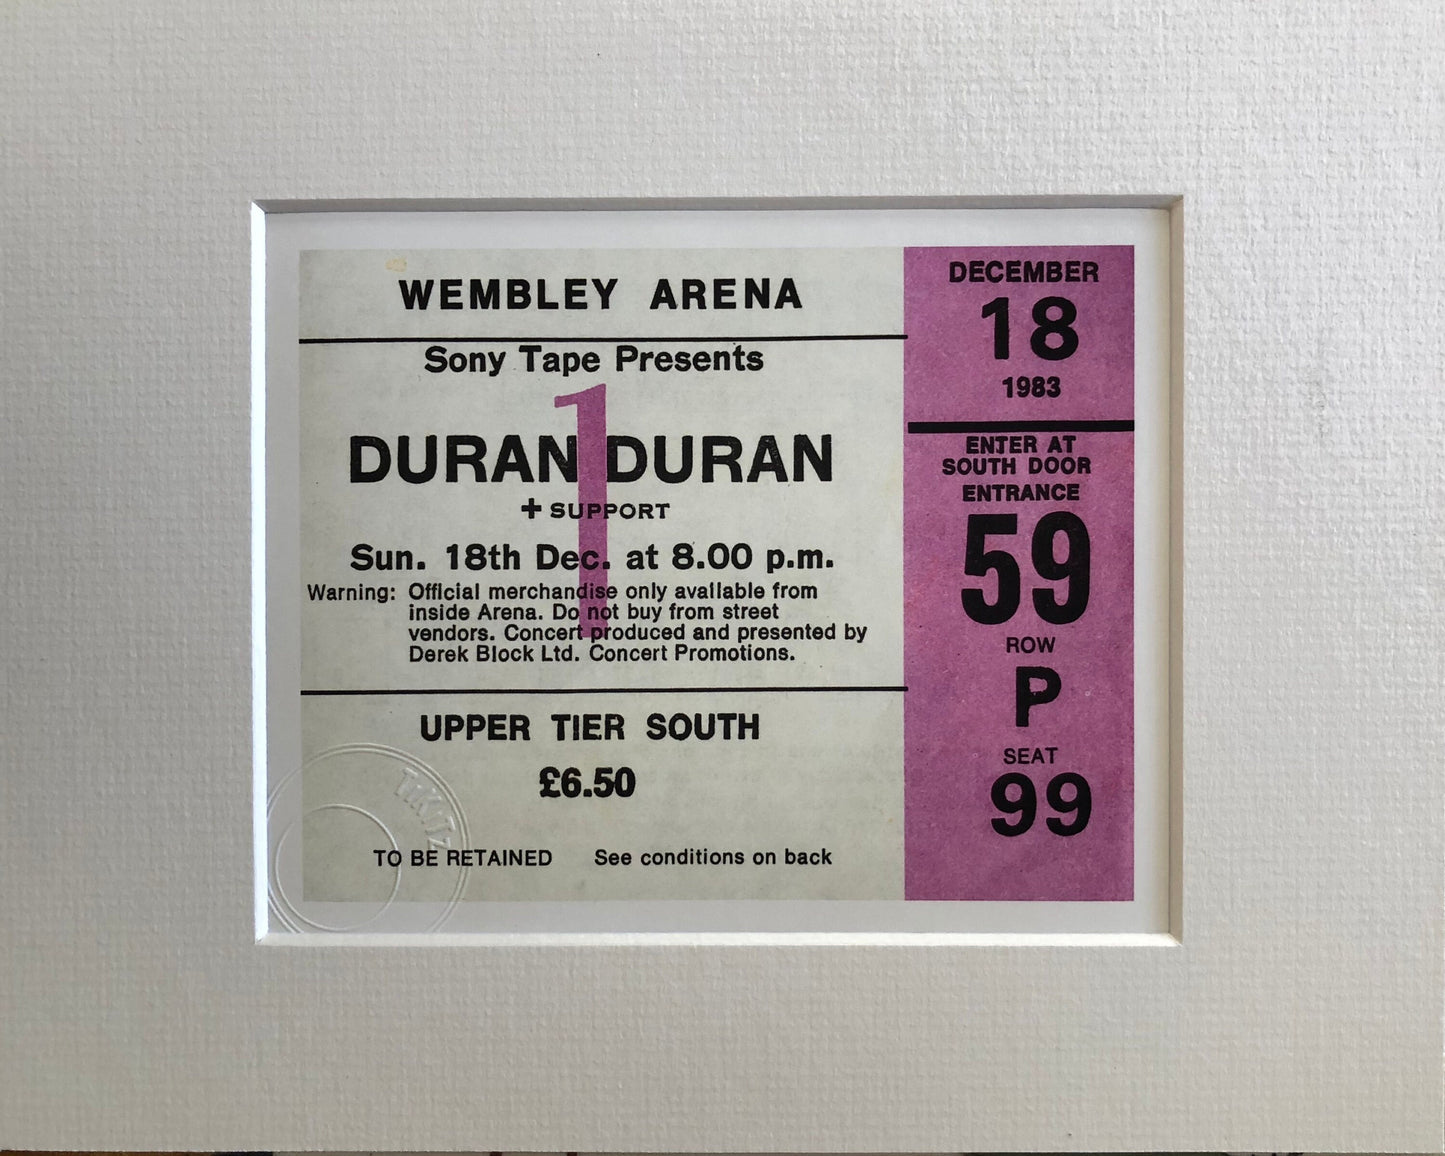 WEMBLEY ARENA
Sony Tape Presents
1
DURAN DURAN
+ SUPPORT
Sun. 18th Dec. at 8.00 p.m.
Warning: Official merchandise only available from
inside Arena. Do not buy from street
vendors. Concert produced and presented by
Derek Block Ltd. Concert Promotions.
UPPER TIER SOUTH
£6.50
TO BE RETAINED See conditions on back
DECEMBER
18
1983
ENTER AT
SOUTH DOOR
ENTRANCE
59
ROW
P
SEAT
99
TiKiTz